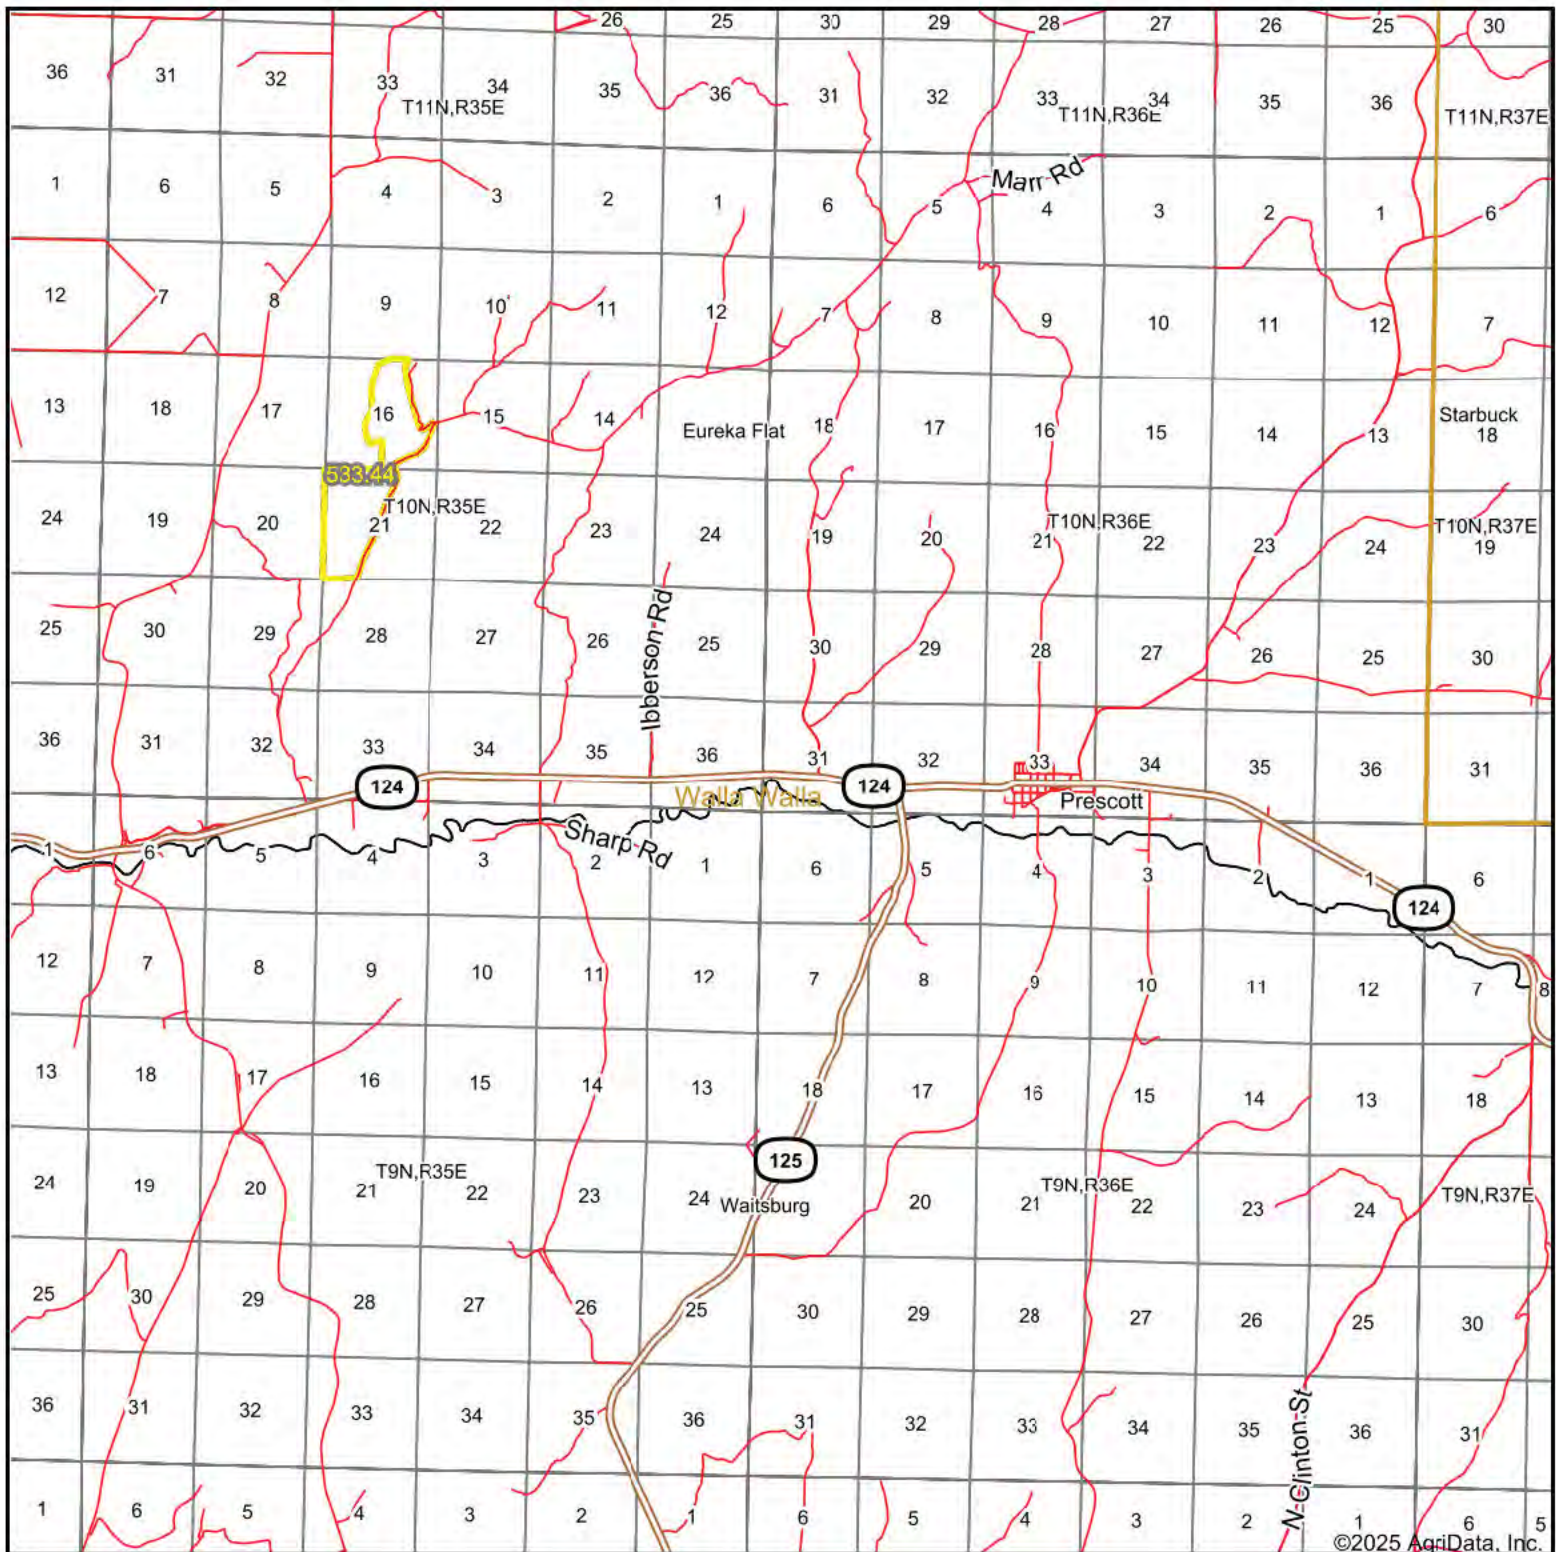 26 25 30 29 28 27 26 25 30
36 31 32 33 34 35 36 31 32 33 34 35 36
T11N,R35E T11N,R36E T11N,R37E
Marr Rd
1 6 5 4 3 2 1 6 5 4 3 2 1 6
12 7 8 9 10 11 12 7 8 9 10 11 12 7
13 18 17 16 15 14 Eureka Flat 18 17 16 15 14 13 Starbuck
18
533.44
T10N,R35E T10N,R36E T10N,R37E
24 19 20 21 22 23 24 19 20 21 22 23 24 19
Ibberson Rd
25 30 29 28 27 26 25 30 29 28 27 26 25 30
36 31 32 33 34 35 36 31 32 33 34 35 36 31
124 124
Walla Walla Prescott
Sharp Rd
1 6 5 4 3 2 1 6 5 4 3 2 1 6
124
12 7 8 9 10 11 12 7 8 9 10 11 12 7 8
13 18 17 16 15 14 13 18 17 16 15 14 13 18
125
T9N,R35E T9N,R36E T9N,R37E
24 19 20 21 22 23 24 20 21 22 23 24
Waitsburg
25 30 29 28 27 26 25 30 29 28 27 26 25 30
36 31 32 33 34 35 36 31 32 33 34 35 36 31
N Clinton St
1 6 5 4 3 2 1 6 5 4 3 2 1 6 5
©2025 AgriData, Inc.